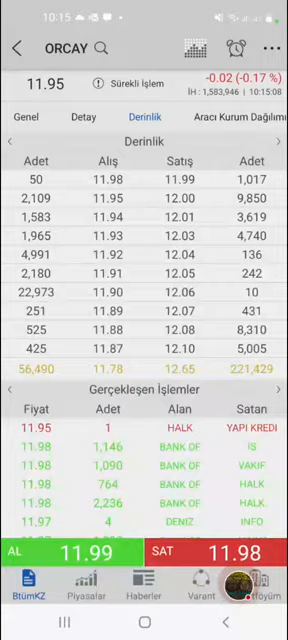 10:15
ORCAY
11.95 Sürekli İşlem -0.02 (-0.17 %)
İH : 1,583,946 | 10:15:08
Genel Detay Derinlik Aracı Kurum Dağılımı
Derinlik
Adet Alış Satış Adet
50 11.98 11.99 1,017
2,109 11.95 12.00 9,850
1,583 11.94 12.01 3,619
1,965 11.93 12.03 4,740
4,991 11.92 12.04 136
2,180 11.91 12.05 242
22,973 11.90 12.06 10
251 11.89 12.07 431
525 11.88 12.08 8,310
425 11.87 12.10 5,005
56,490 11.78 12.65 221,429
Gerçekleşen İşlemler
Fiyat Adet Alan Satan
11.95 1 HALK YAPI KREDI
11.98 1,146 BANK OF IS
11.98 1,090 BANK OF VAKIF
11.98 764 BANK OF HALK
11.98 2,236 BANK OF HALK
11.97 4 DENIZ INFO
AL 11.99 SAT 11.98
BtümKZ Piyasalar Haberler Varant